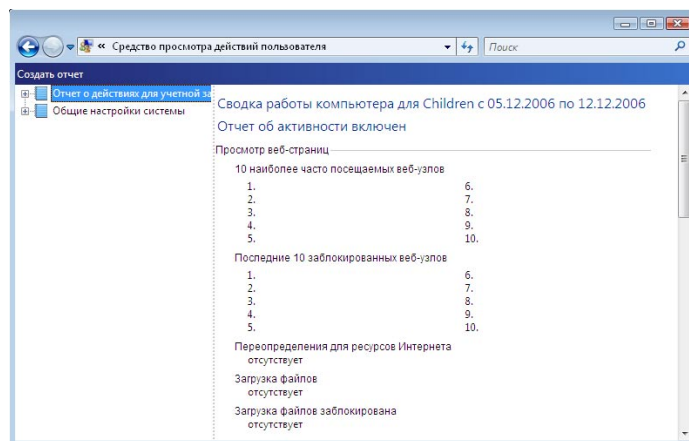 « Средство просмотра действий пользователя
Поиск
Создать отчет
Отчет о действиях для учетной за
Общие настройки системы
Сводка работы компьютера для Children с 05.12.2006 по 12.12.2006
Отчет об активности включен
Просмотр веб-страниц
10 наиболее часто посещаемых веб-узлов
1. 6.
2. 7.
3. 8.
4. 9.
5. 10.
Последние 10 заблокированных веб-узлов
1. 6.
2. 7.
3. 8.
4. 9.
5. 10.
Переопределения для ресурсов Интернета
отсутствует
Загрузка файлов
отсутствует
Загрузка файлов заблокирована
отсутствует